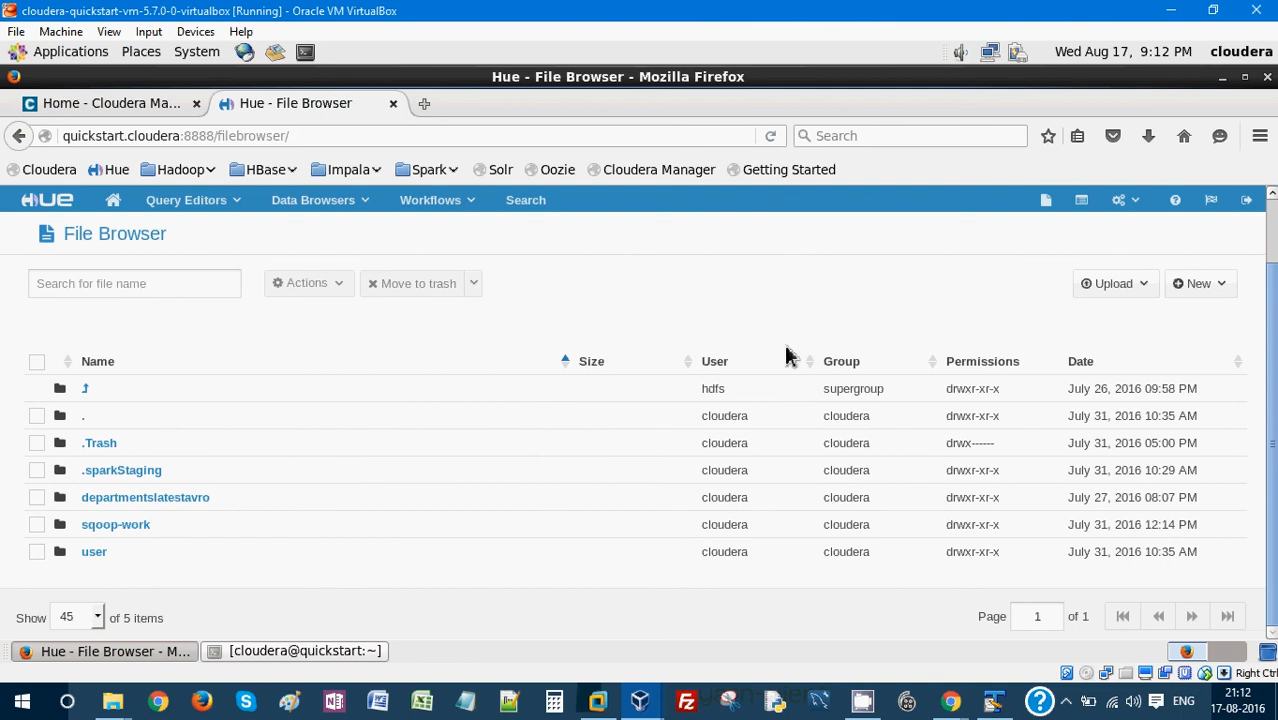 cloudera-quickstart-vm-5.7.0-0-virtualbox [Running] - Oracle VM VirtualBox
File Machine View Input Devices Help
Applications Places System Wed Aug 17, 9:12 PM cloudera
Hue - File Browser - Mozilla Firefox
Home - Cloudera Ma... Hue - File Browser
quickstart.cloudera:8888/filebrowser/ Search
Cloudera Hue Hadoop HBase Impala Spark Solr Oozie Cloudera Manager Getting Started
HUE Query Editors Data Browsers Workflows Search
File Browser
Search for file name Actions Move to trash Upload New
Name Size User Group Permissions Date
hdfs supergroup drwxr-xr-x July 26, 2016 09:58 PM
. cloudera cloudera drwxr-xr-x July 31, 2016 10:35 AM
.Trash cloudera cloudera drwx------ July 31, 2016 05:00 PM
.sparkStaging cloudera cloudera drwxr-xr-x July 31, 2016 10:29 AM
departmentslatestavro cloudera cloudera drwxr-xr-x July 27, 2016 08:07 PM
sqoop-work cloudera cloudera drwxr-xr-x July 31, 2016 12:14 PM
user cloudera cloudera drwxr-xr-x July 31, 2016 10:35 AM
Show 45 of 5 items Page 1 of 1
Hue - File Browser - M... [cloudera@quickstart:~]
Right Ctrl
ENG 21:12
17-08-2016